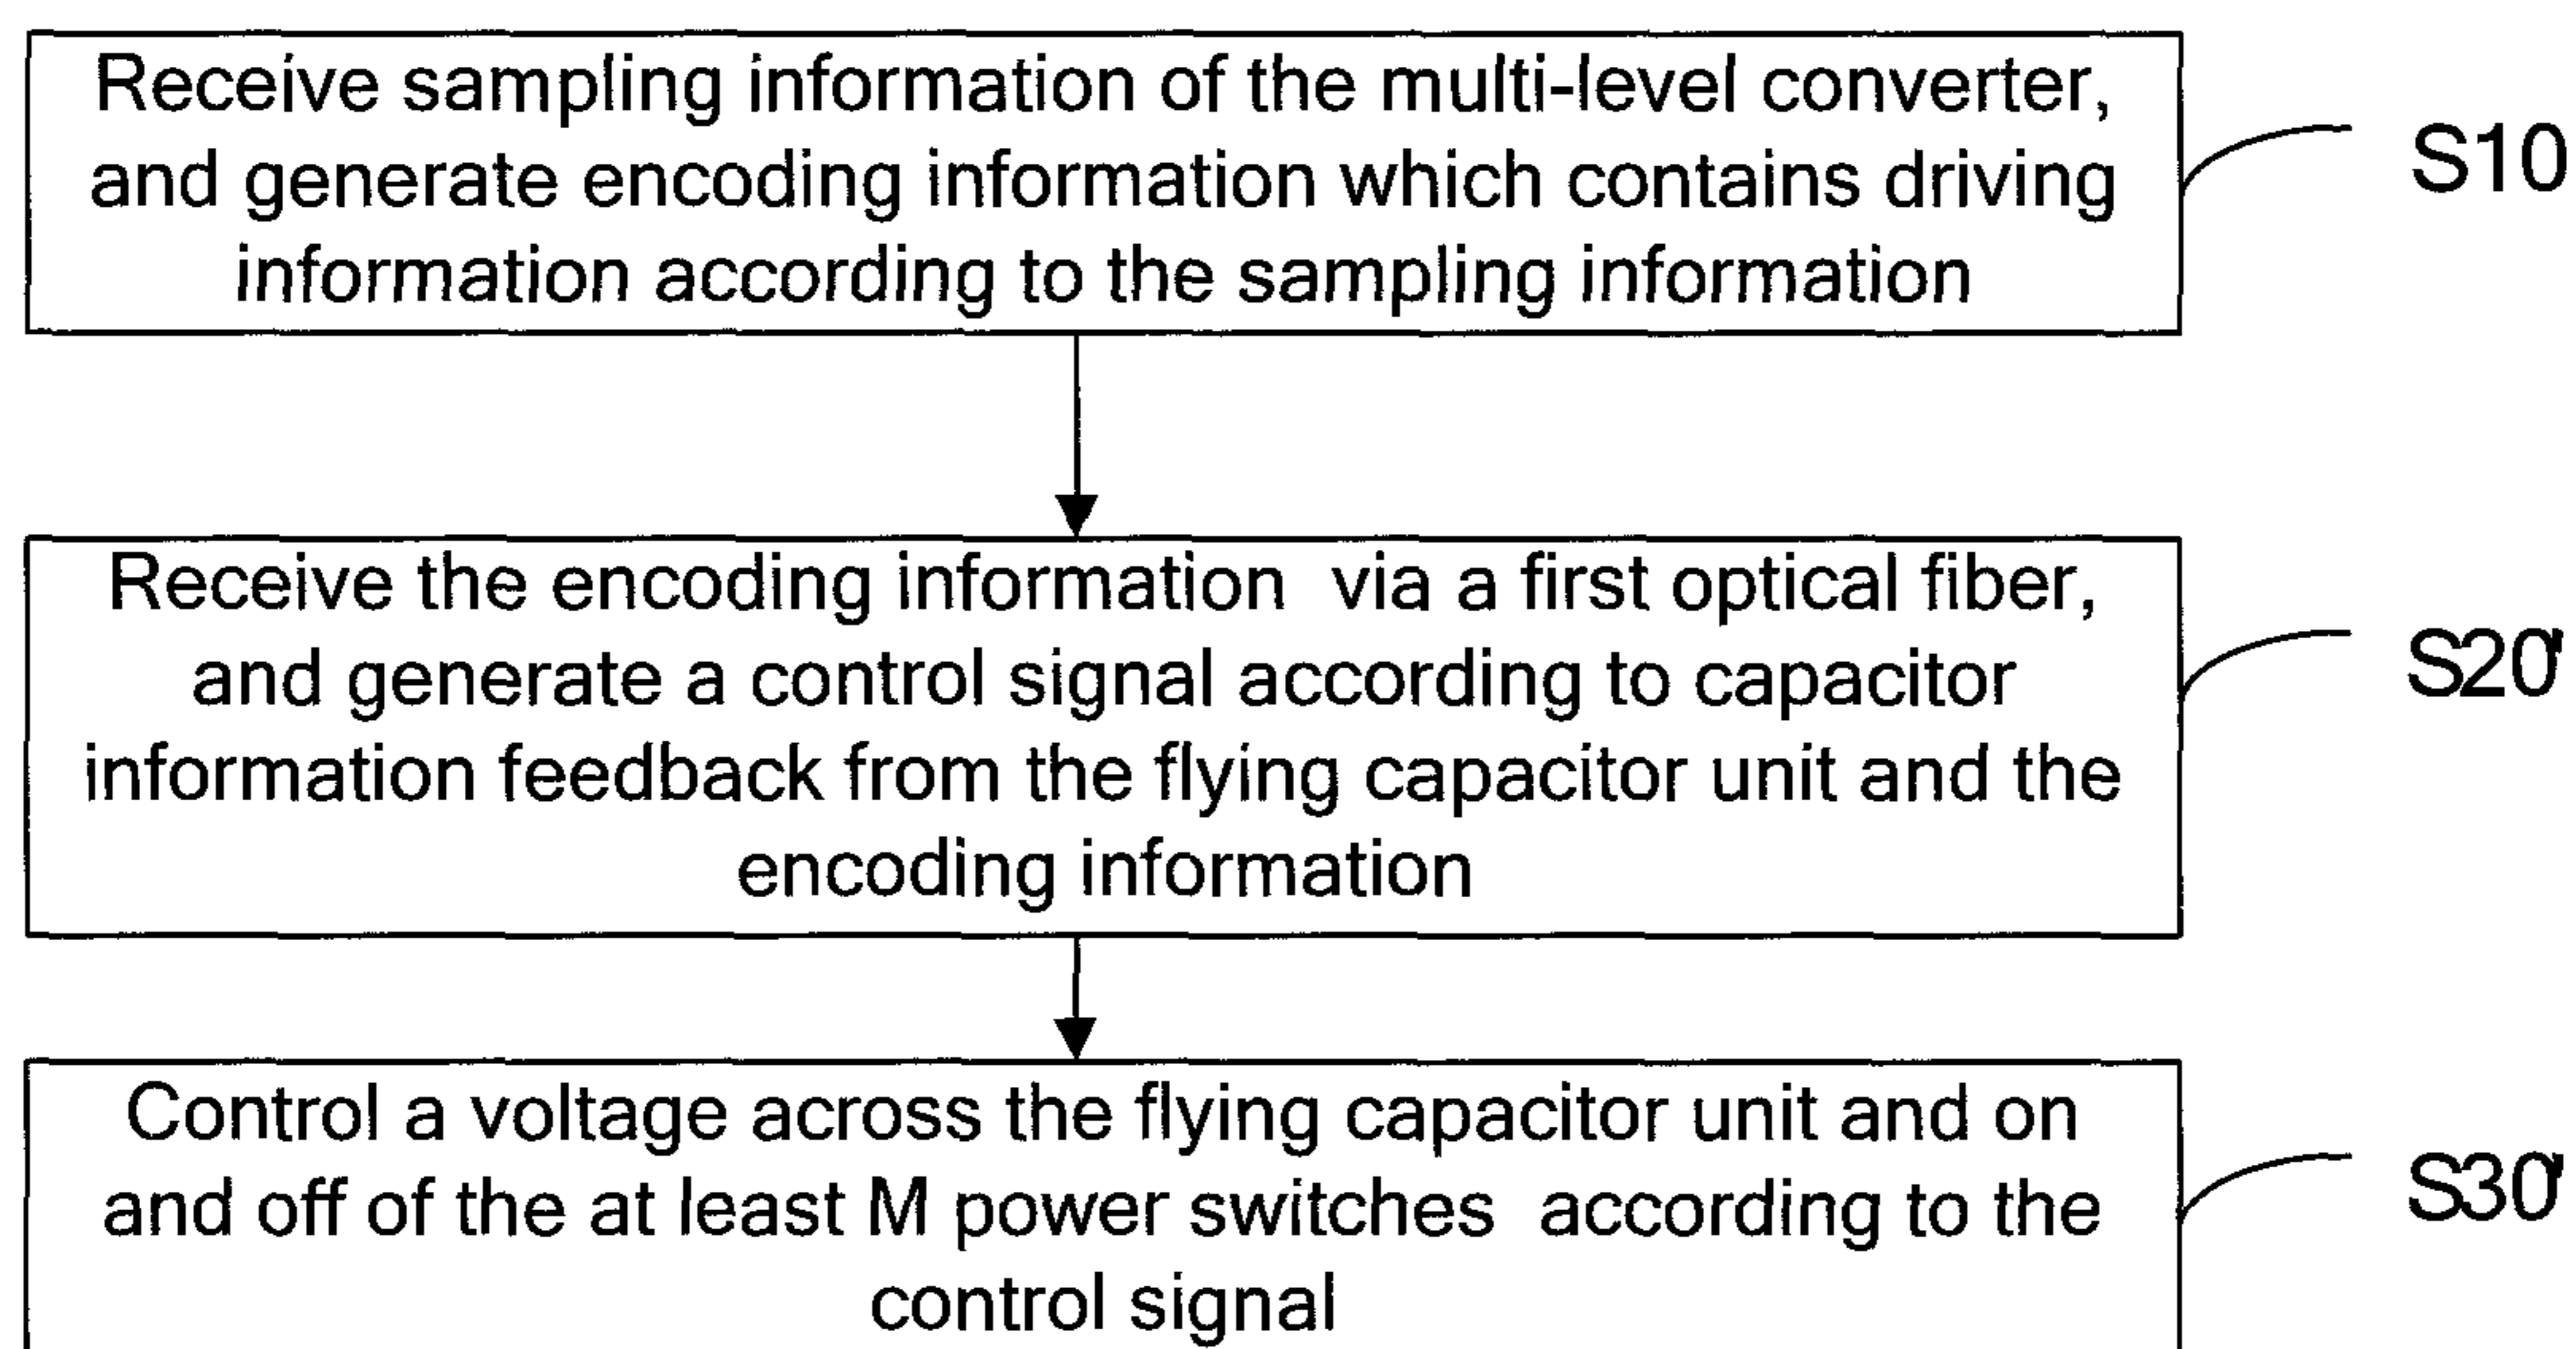 Receive sampling information of the multi-level converter,
and generate encoding information which contains driving
information according to the sampling information
S10
Receive the encoding information via a first optical fiber,
and generate a control signal according to capacitor
information feedback from the flying capacitor unit and the
encoding information
S20'
Control a voltage across the flying capacitor unit and on
and off of the at least M power switches according to the
control signal
S30'